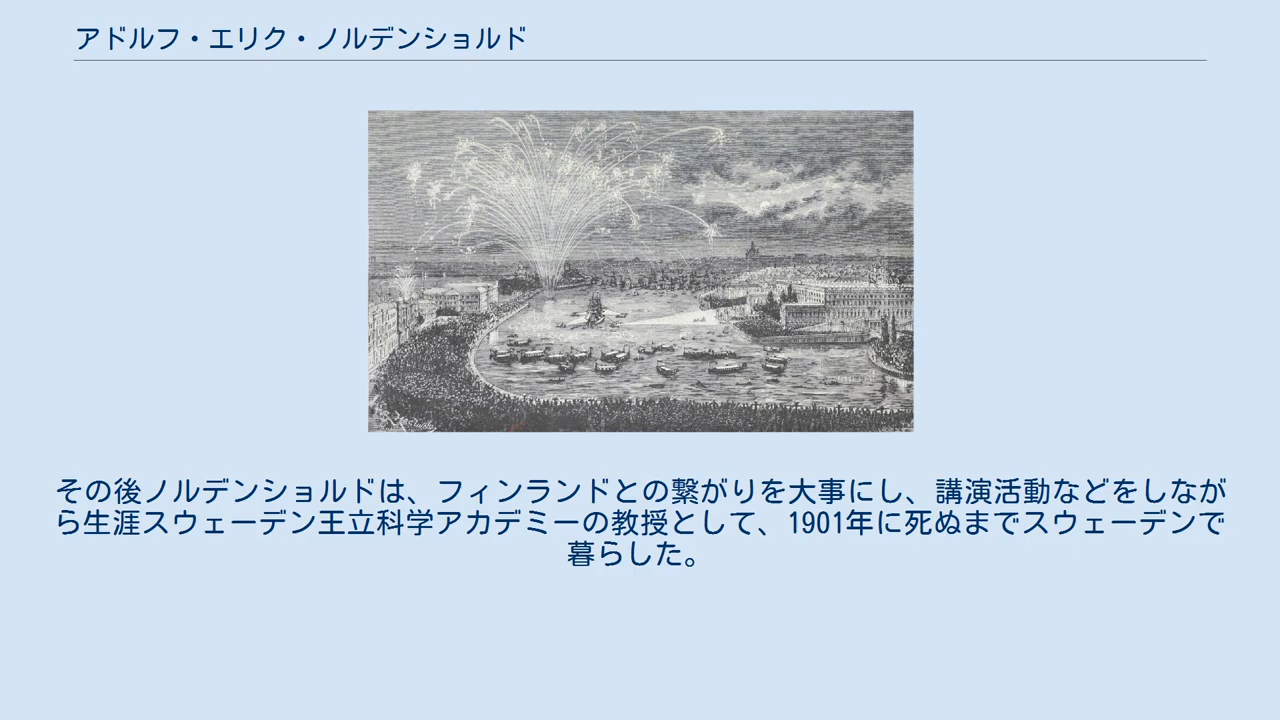 アドルフ・エリク・ノルデンショルド
その後ノルデンショルドは、フィンランドとの繋がりを大事にし、講演活動などをしなが
ら生涯スウェーデン王立科学アカデミーの教授として、1901年に死ぬまでスウェーデンで
暮らした。